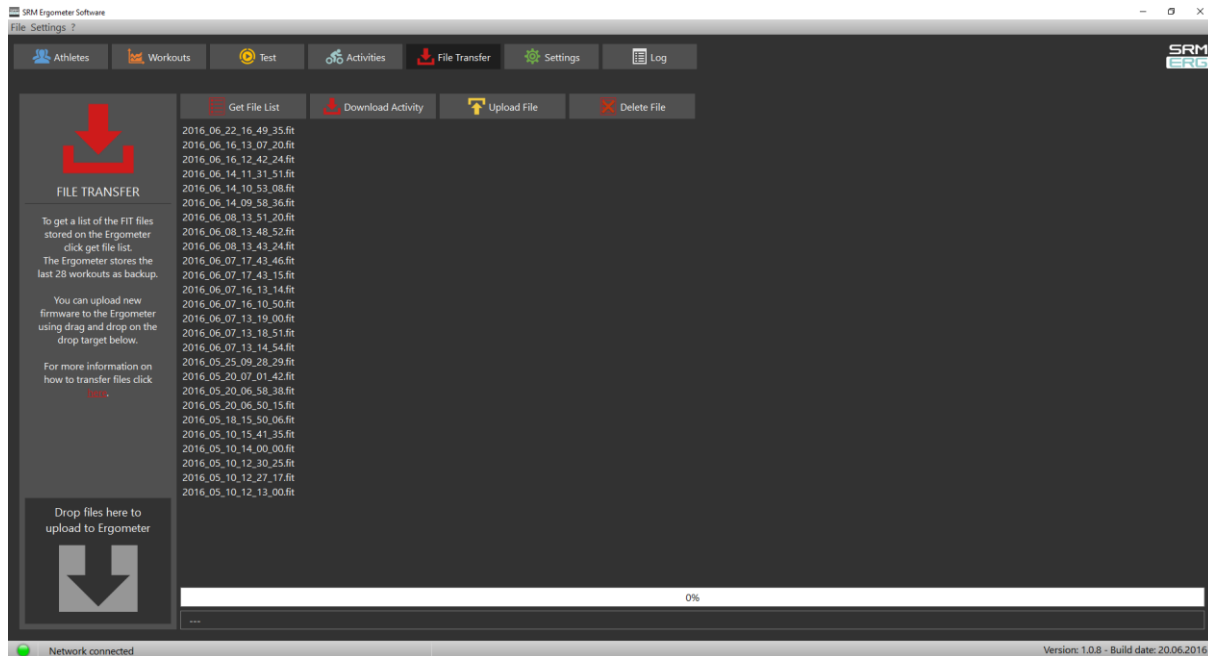 SRM Ergometer Software
File Settings ?
Athletes
Workouts
Test
Activities
File Transfer
Settings
Log
SRM
ERG
Get File List
Download Activity
Upload File
Delete File
FILE TRANSFER
To get a list of the FIT files
stored on the Ergometer
click get file list.
The Ergometer stores the
last 28 workouts as backup.
You can upload new
firmware to the Ergometer
using drag and drop on the
drop target below.
For more information on
how to transfer files click
here.
2016_06_22_16_49_35.fit
2016_06_16_13_07_20.fit
2016_06_16_12_42_24.fit
2016_06_14_11_31_51.fit
2016_06_14_10_53_08.fit
2016_06_14_09_58_36.fit
2016_06_08_13_51_20.fit
2016_06_08_13_48_52.fit
2016_06_08_13_43_24.fit
2016_06_07_17_43_46.fit
2016_06_07_17_43_15.fit
2016_06_07_16_13_14.fit
2016_06_07_16_10_50.fit
2016_06_07_13_19_00.fit
2016_06_07_13_18_51.fit
2016_06_07_13_14_54.fit
2016_05_25_09_28_29.fit
2016_05_20_07_01_42.fit
2016_05_20_06_58_38.fit
2016_05_20_06_50_15.fit
2016_05_18_15_50_06.fit
2016_05_10_15_41_35.fit
2016_05_10_14_00_00.fit
2016_05_10_12_30_25.fit
2016_05_10_12_27_17.fit
2016_05_10_12_13_00.fit
Drop files here to
upload to Ergometer
0%
---
Network connected
Version: 1.0.8 - Build date: 20.06.2016